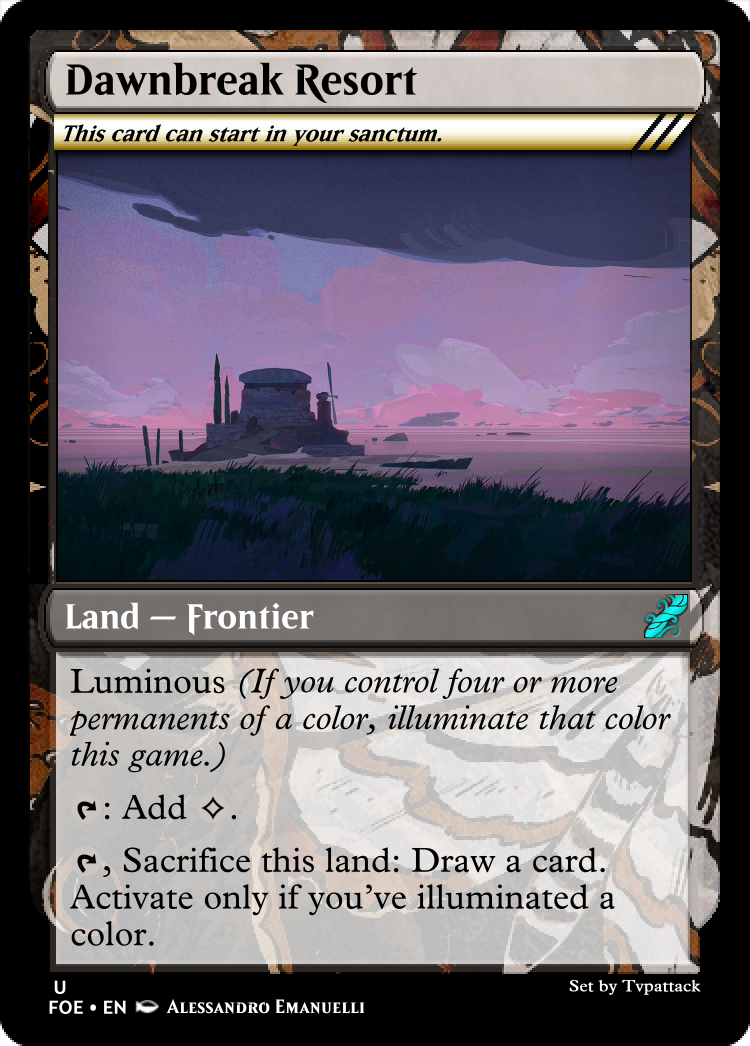 Dawnbreak Resort
This card can start in your sanctum.
Land — Frontier
Luminous (If you control four or more
permanents of a color, illuminate that color
this game.)
: Add .
, Sacrifice this land: Draw a card.
Activate only if you've illuminated a
color.
U
Set by Tvpattack
FOE • EN Alessandro Emanuelli